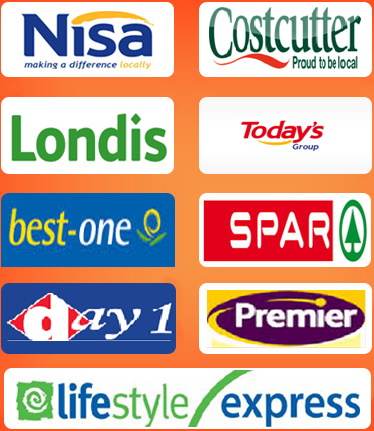 Nisa
making a difference locally
Costcutter
Proud to be local
Londis
Today's
Group
best-one
SPAR
day 1
Premier
lifestyle express